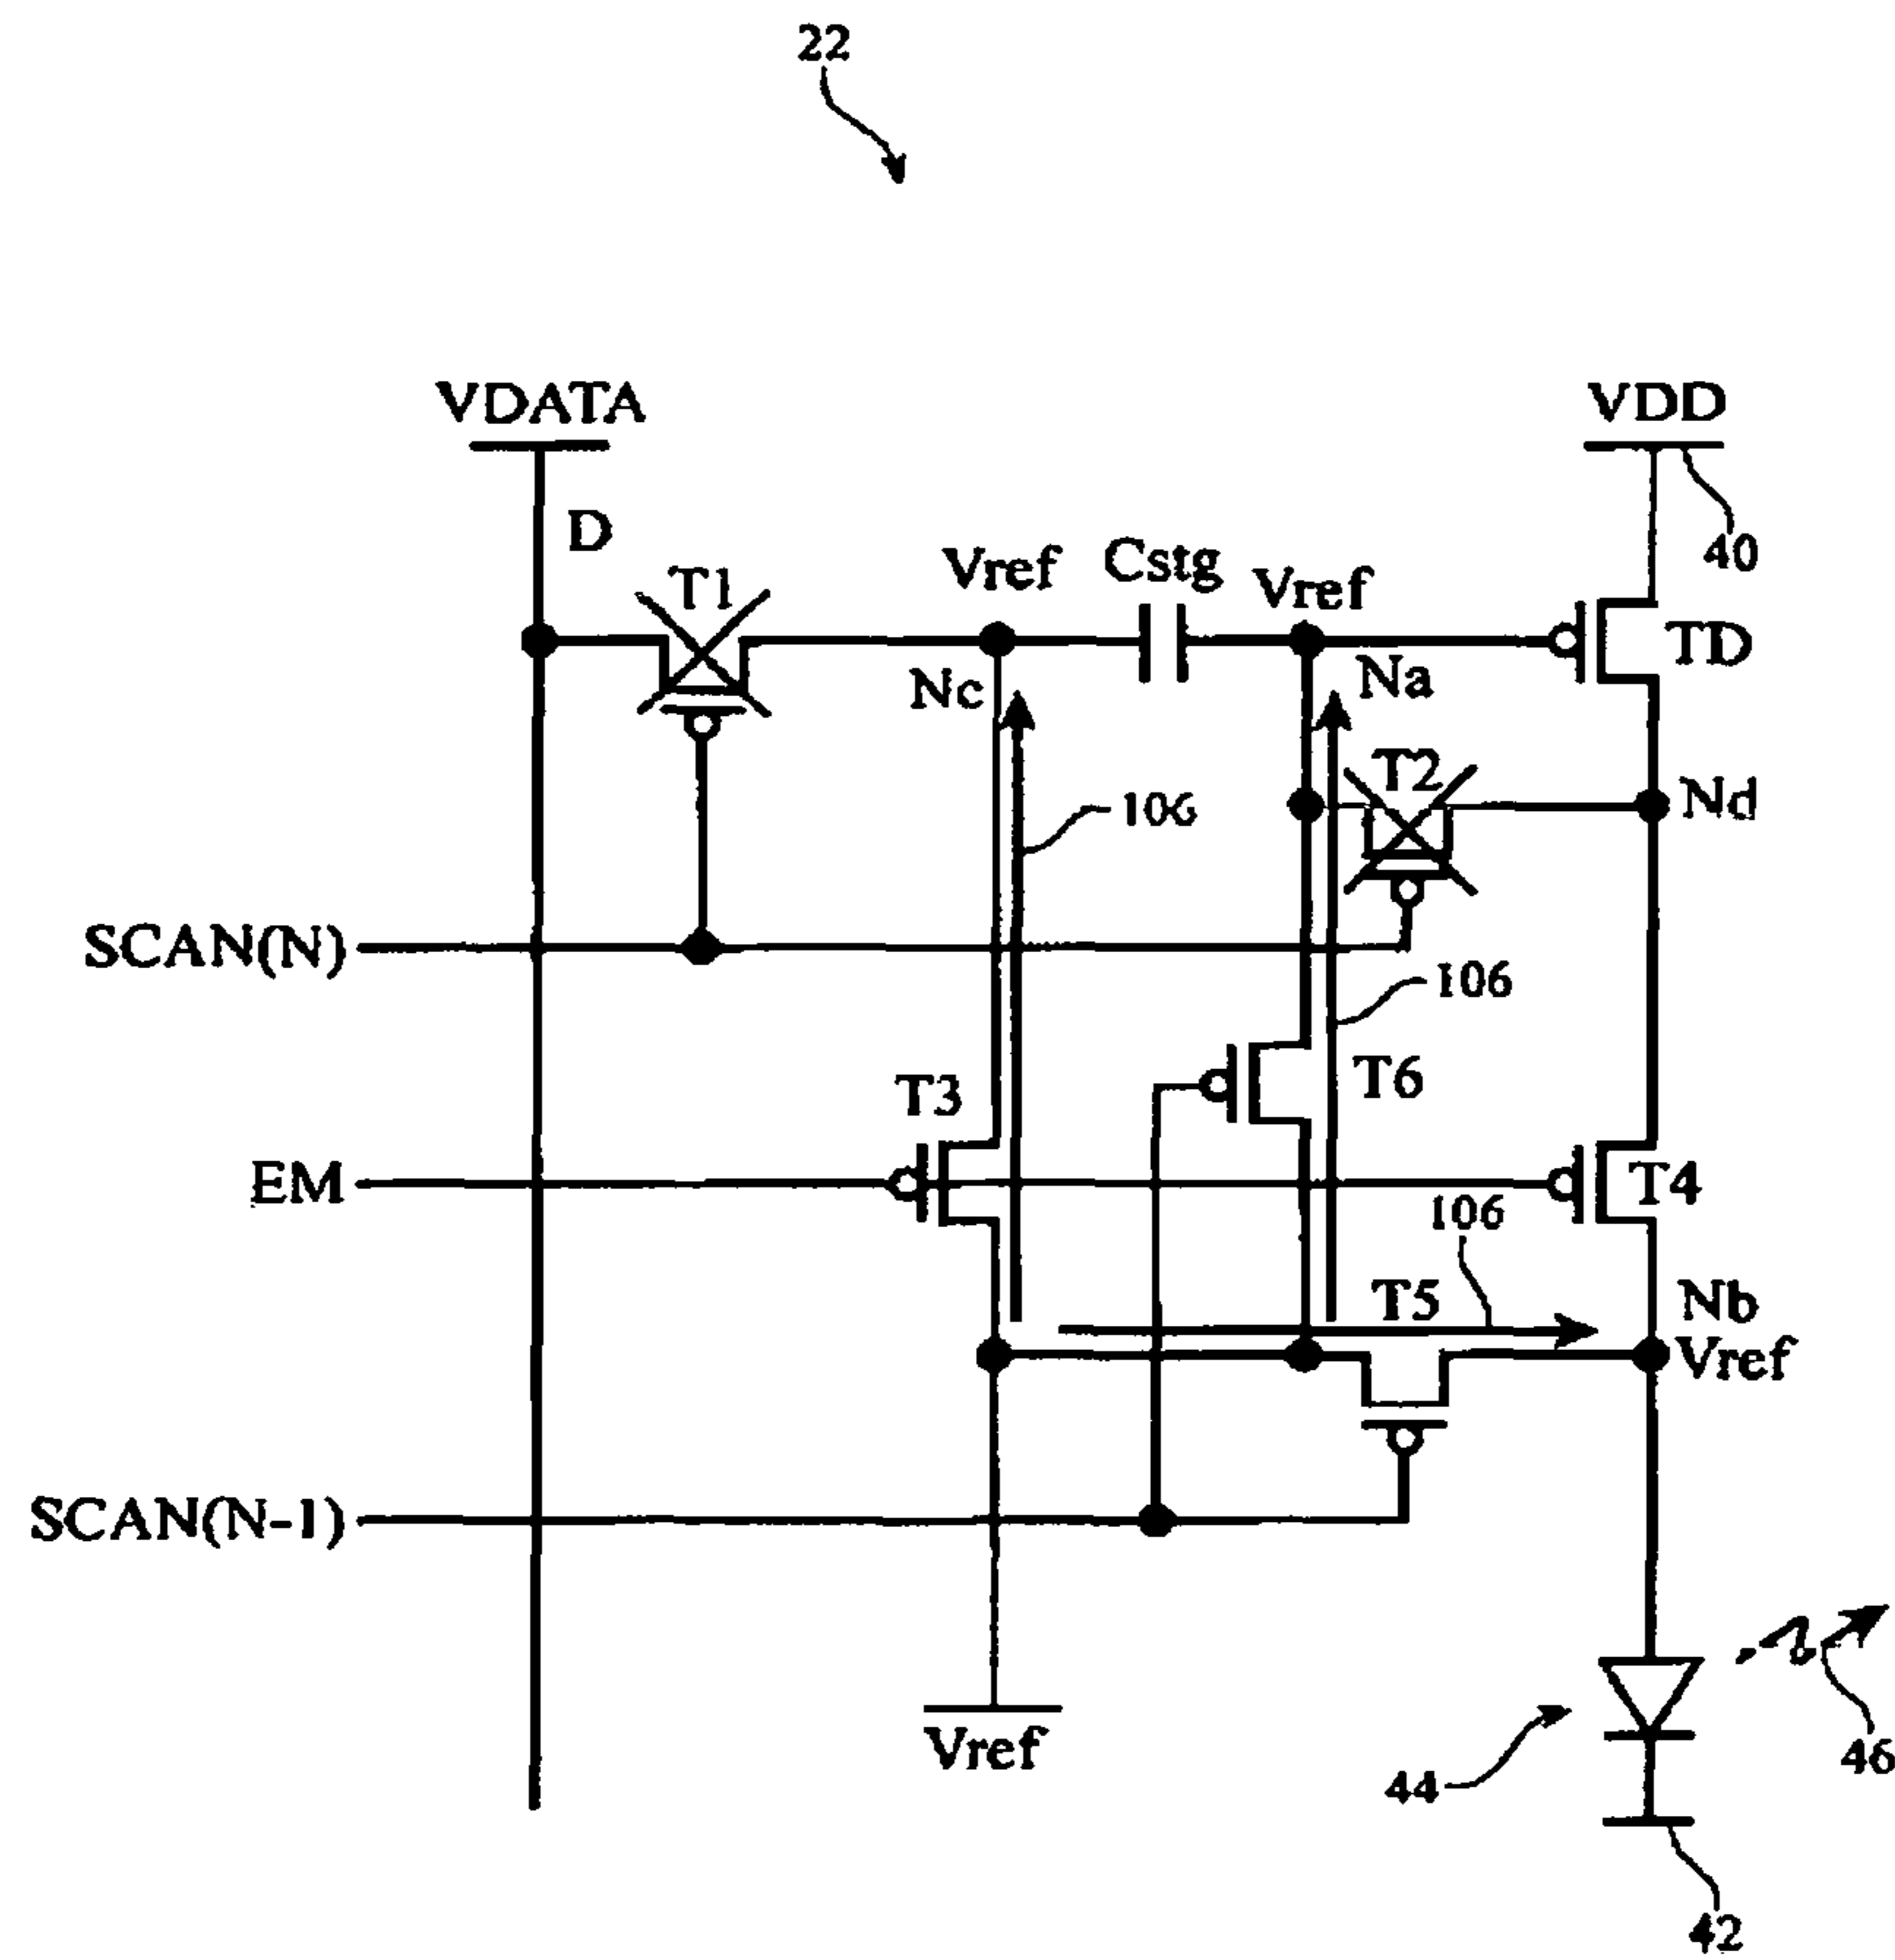 22
VDATA
VDD
D
40
T1
Vref
Cstg
Vref
TD
Nc
Na
T2
Nd
106
SCAN(N)
106
T3
T6
EM
T4
106
T5
Nb
Vref
SCAN(N-1)
Vref
44
46
42